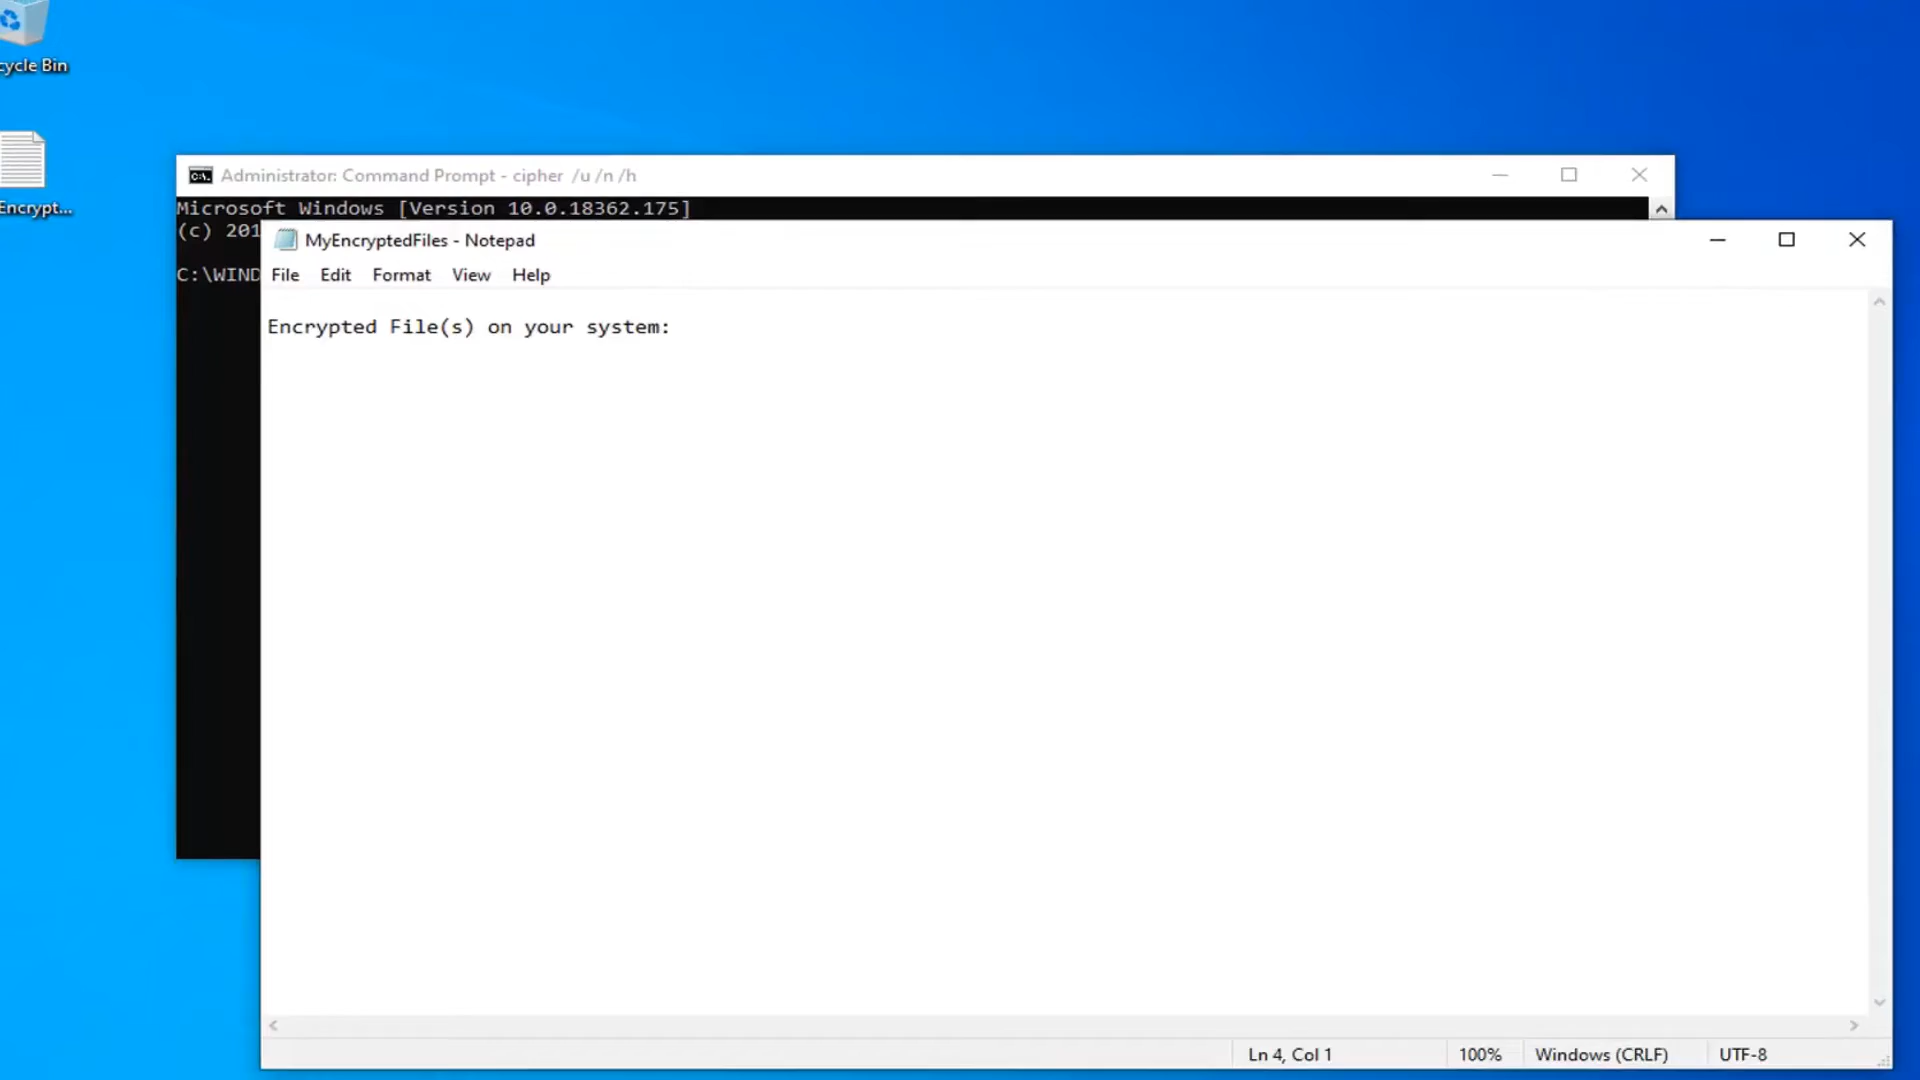 cycle Bin
Encrypt...
Administrator: Command Prompt - cipher /u /n /h
Microsoft Windows [Version 10.0.18362.175]
(c) 201
C:\WIND
MyEncryptedFiles - Notepad
File Edit Format View Help
Encrypted File(s) on your system:
Ln 4, Col 1 100% Windows (CRLF) UTF-8